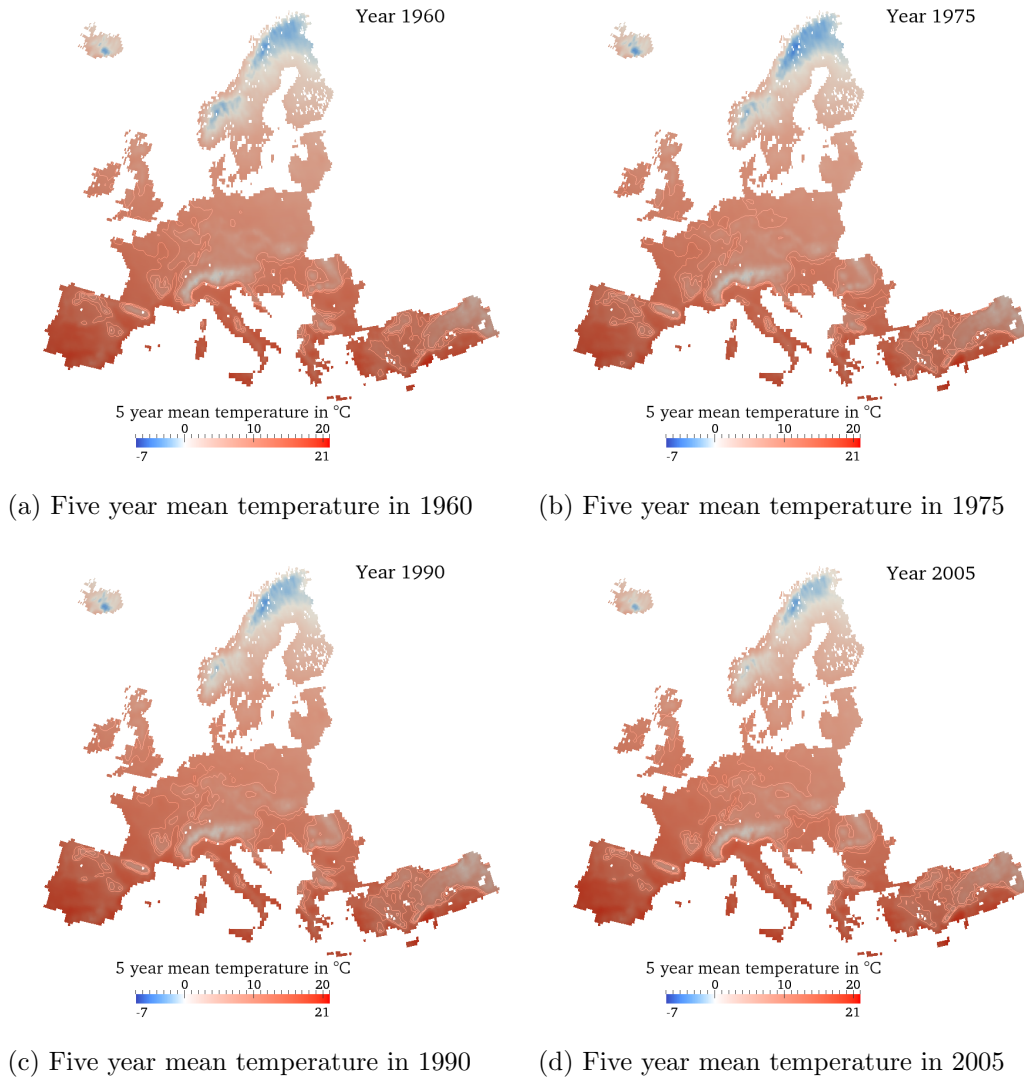 Year 1960
5 year mean temperature in °C
0 10 20
-7 21
(a) Five year mean temperature in 1960
Year 1975
5 year mean temperature in °C
0 10 20
-7 21
(b) Five year mean temperature in 1975
Year 1990
5 year mean temperature in °C
0 10 20
-7 21
(c) Five year mean temperature in 1990
Year 2005
5 year mean temperature in °C
0 10 20
-7 21
(d) Five year mean temperature in 2005